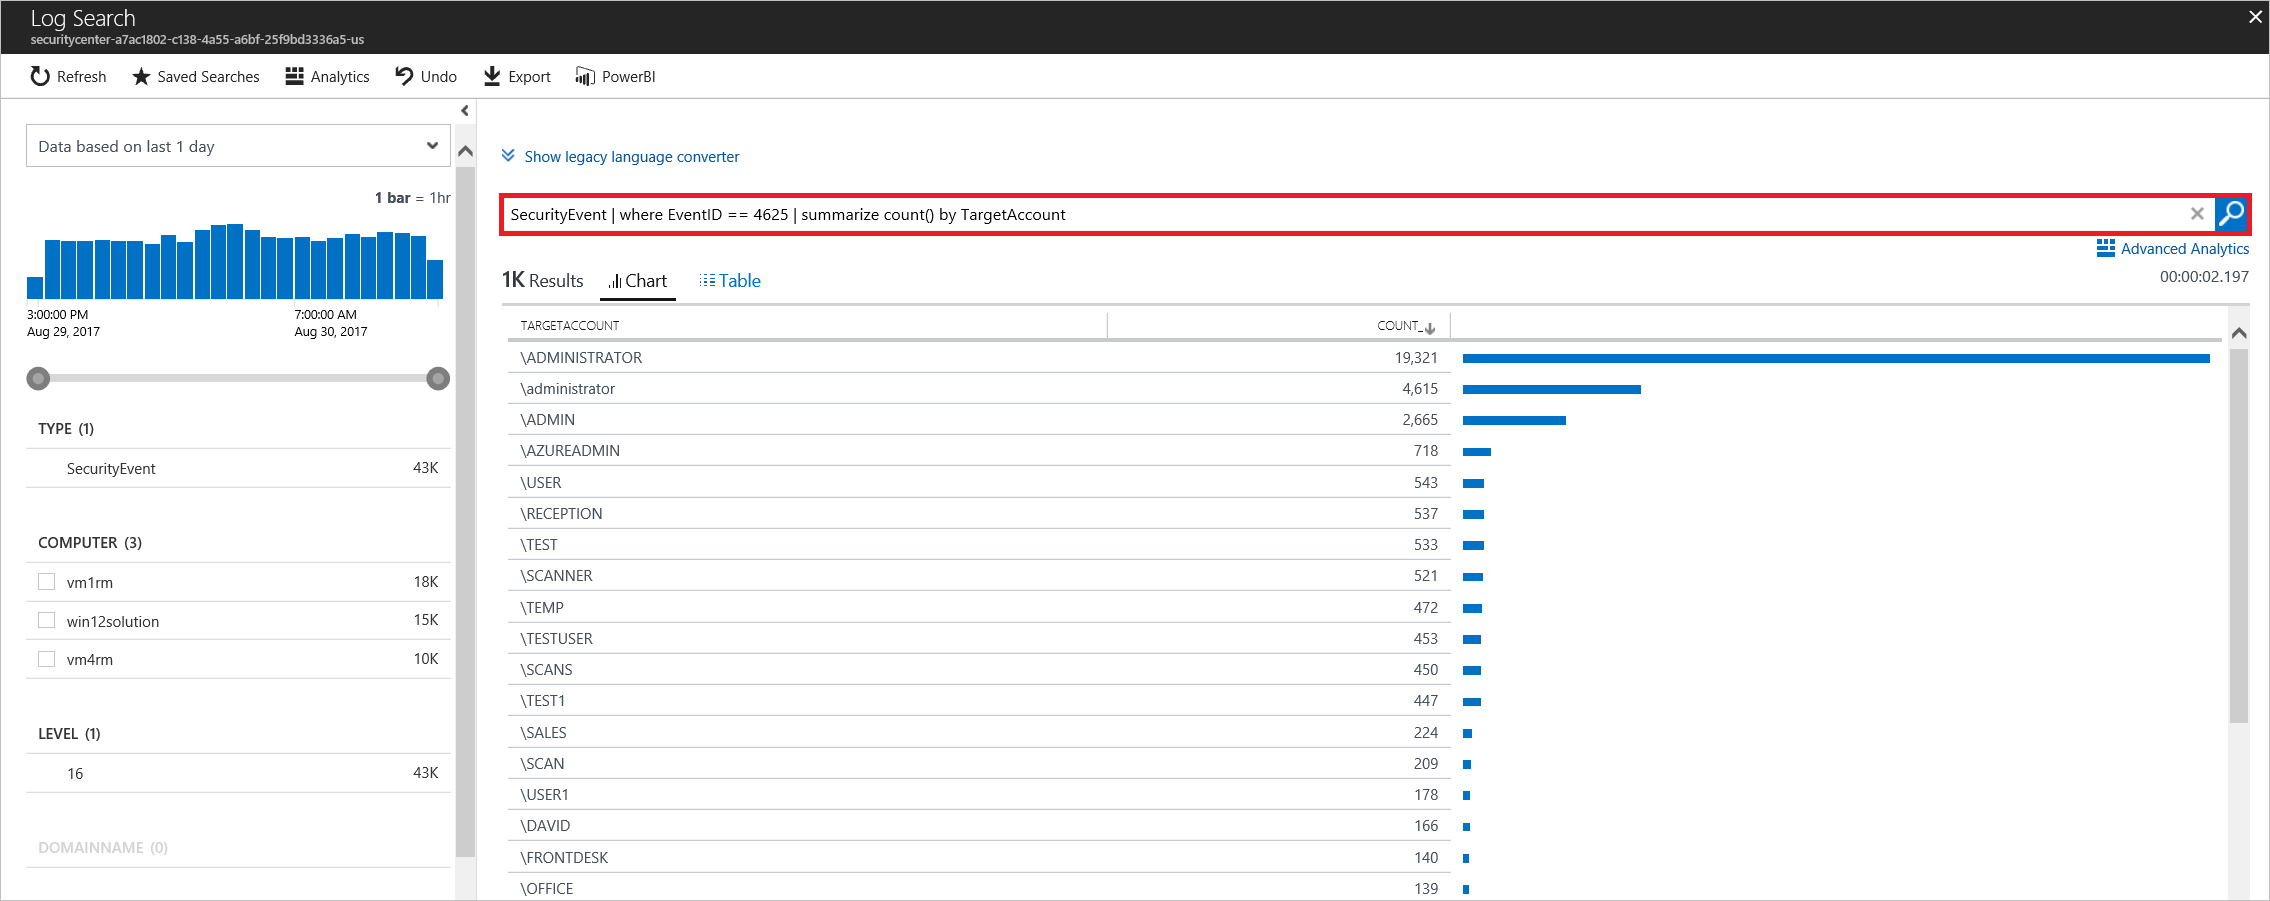 Log Search
securitycenter-a7ac1802-c138-4a55-a6bf-25f9bd3336a5-us
Refresh Saved Searches Analytics Undo Export PowerBI
Data based on last 1 day
1 bar = 1hr
3:00:00 PM 7:00:00 AM
Aug 29, 2017 Aug 30, 2017
TYPE (1)
SecurityEvent 43K
COMPUTER (3)
vm1rm 18K
win12solution 15K
vm4rm 10K
LEVEL (1)
16 43K
DOMAINNAME (0)
Show legacy language converter
SecurityEvent | where EventID == 4625 | summarize count() by TargetAccount
Advanced Analytics
1K Results Chart Table 00:00:02.197
TARGETACCOUNT COUNT_
\ADMINISTRATOR 19,321
\administrator 4,615
\ADMIN 2,665
\AZUREADMIN 718
\USER 543
\RECEPTION 537
\TEST 533
\SCANNER 521
\TEMP 472
\TESTUSER 453
\SCANS 450
\TEST1 447
\SALES 224
\SCAN 209
\USER1 178
\DAVID 166
\FRONTDESK 140
\OFFICE 139